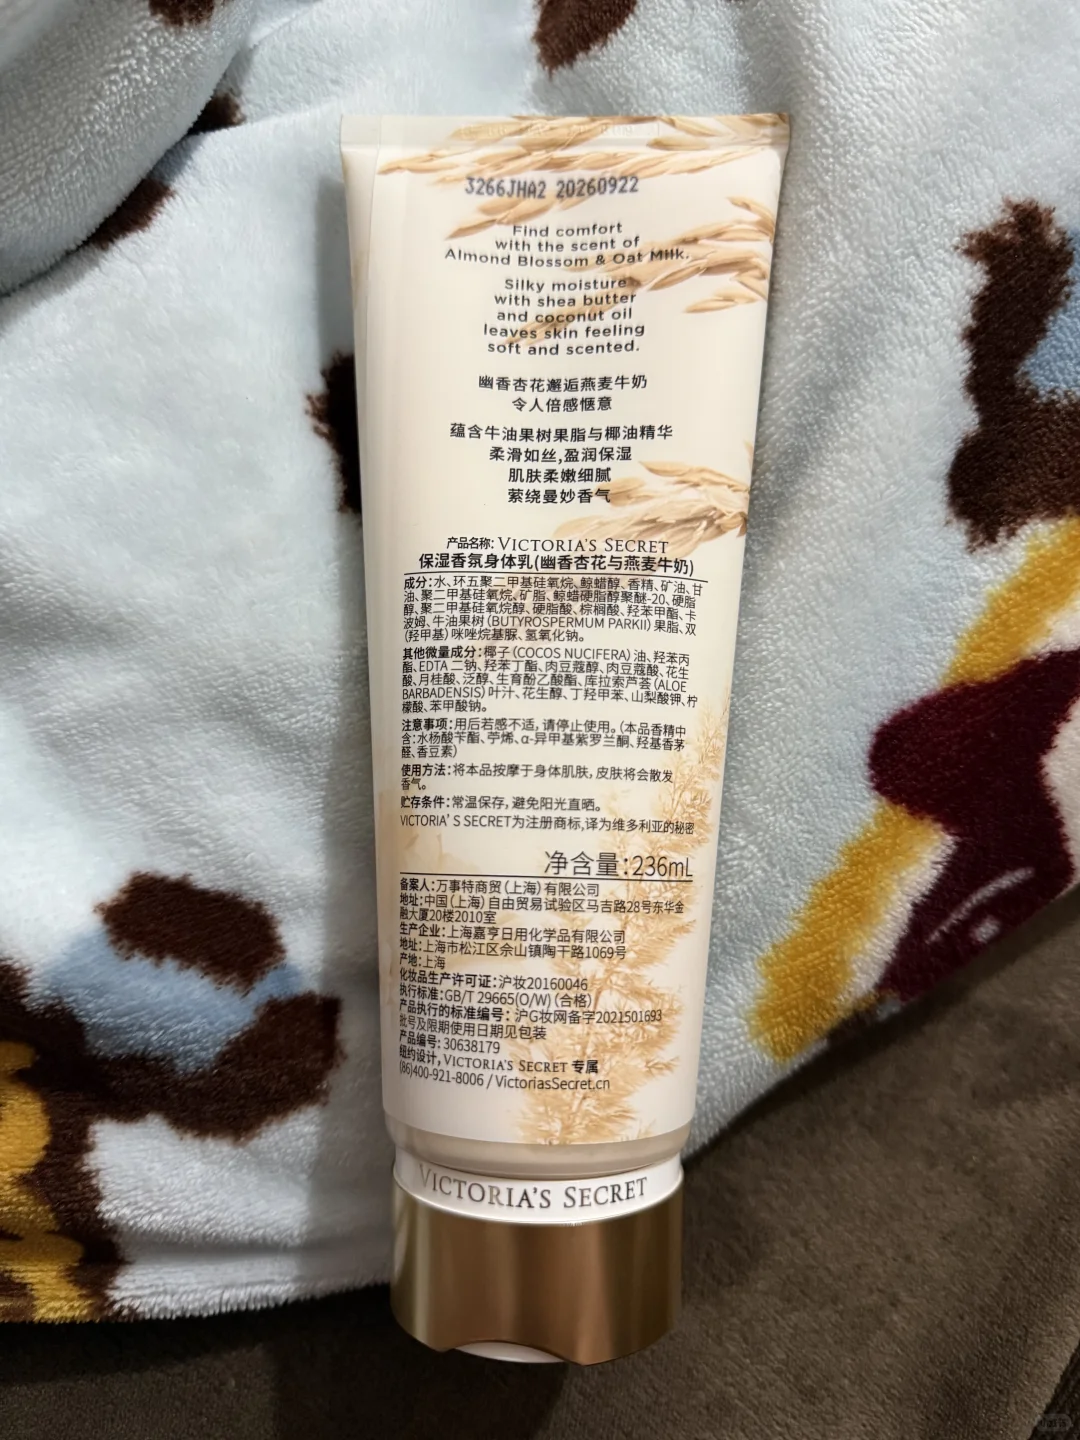 3266JHA2 20260922
Find comfort
with the scent of
Almond Blossom & Oat Milk.
Silky moisture
with shea butter
and coconut oil
leaves skin feeling
soft and scented.
幽香杏花邂逅燕麦牛奶
令人倍感惬意
蕴含牛油果树果脂与椰油精华
柔滑如丝,盈润保湿
肌肤柔嫩细腻
萦绕曼妙香气
产品名称: VICTORIA'S SECRET
保湿香氛身体乳(幽香杏花与燕麦牛奶)
成分:水、环五聚二甲基硅氧烷、鲸蜡醇、香精、矿油、甘
油、聚二甲基硅氧烷、矿脂、鲸蜡硬脂醇聚醚-20、硬脂
醇、聚二甲基硅氧烷醇、硬脂酸、棕榈酸、羟苯甲酯、卡
波姆、牛油果树(BUTYROSPERMUM PARKII)果脂、双
(羟甲基)咪唑烷基脲、氢氧化钠。
其他微量成分:椰子(COCOS NUCIFERA)油、羟苯丙
酯、EDTA 二钠、羟苯丁酯、肉豆蔻醇、肉豆蔻酸、花生
酸、月桂酸、泛醇、生育酚乙酸酯、库拉索芦荟(ALOE
BARBADENSIS)叶汁、花生醇、丁羟甲苯、山梨酸钾、柠
檬酸、苯甲酸钠。
注意事项:用后若感不适,请停止使用。(本品香精中
含:水杨酸苄酯、苧烯、α-异甲基紫罗兰酮、羟基香茅
醛、香豆素)
使用方法:将本品按摩于身体肌肤,皮肤将会散发
香气。
贮存条件:常温保存,避免阳光直晒。
VICTORIA'S SECRET为注册商标,译为维多利亚的秘密
净含量:236mL
备案人:万事特商贸(上海)有限公司
地址:中国(上海)自由贸易试验区马吉路28号东华金
融大厦20楼2010室
生产企业:上海嘉亨日用化学品有限公司
地址:上海市松江区佘山镇陶干路1069号
产地:上海
化妆品生产许可证:沪妆20160046
执行标准:GB/T 29665(O/W)(合格)
产品执行的标准编号:沪G妆网备字2021501693
批号及限期使用日期见包装
产品编号: 30638179
纽约设计, VICTORIA'S SECRET 专属
(86)400-921-8006 / VictoriasSecret.cn
VICTORIA'S SECRET